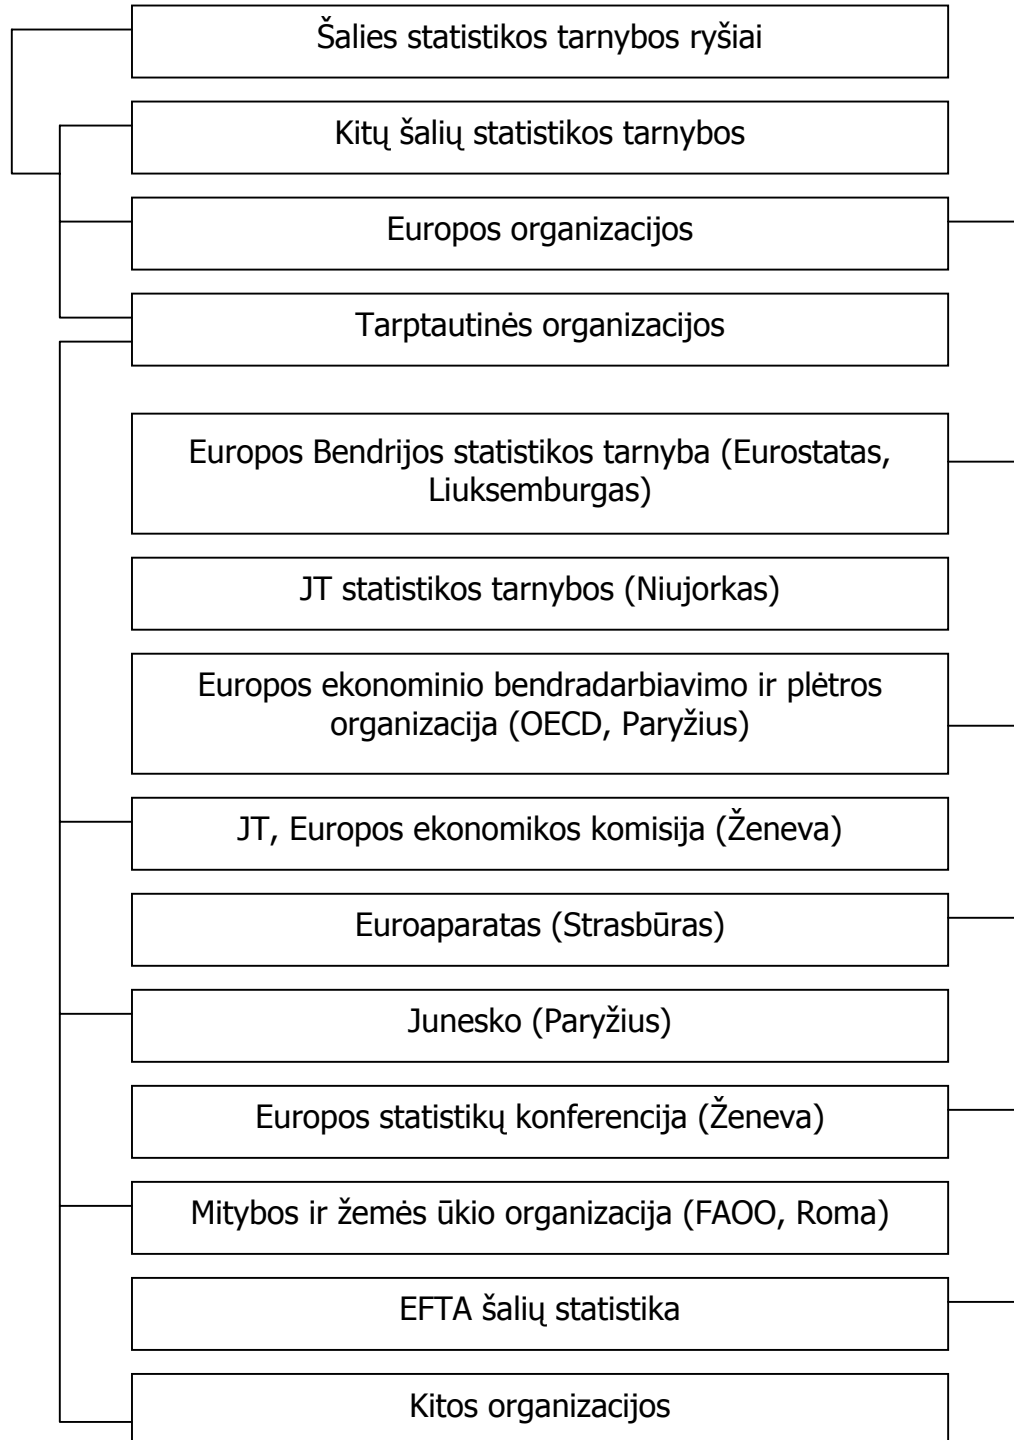 Šalies statistikos tarnybos ryšiai
Kitų šalių statistikos tarnybos
Europos organizacijos
Tarptautinės organizacijos
Europos Bendrijos statistikos tarnyba (Eurostatas,
Liuksemburgas)
JT statistikos tarnybos (Niujorkas)
Europos ekonominio bendradarbiavimo ir plėtros
organizacija (OECD, Paryžius)
JT, Europos ekonomikos komisija (Ženeva)
Euroaparatas (Strasbūras)
Junesko (Paryžius)
Europos statistikų konferencija (Ženeva)
Mitybos ir žemės ūkio organizacija (FAOO, Roma)
EFTA šalių statistika
Kitos organizacijos